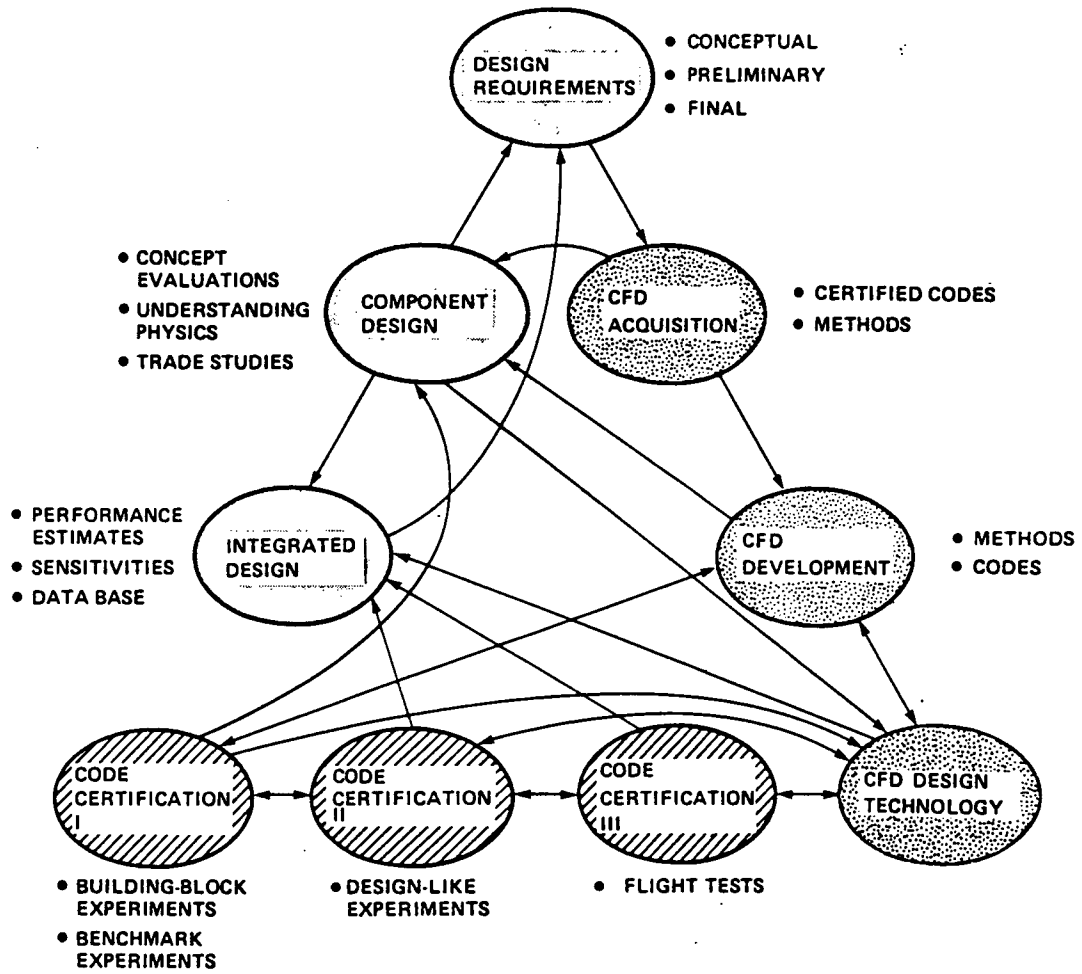 DESIGN
REQUIREMENTS
• CONCEPTUAL
• PRELIMINARY
• FINAL
• CONCEPT
EVALUATIONS
• UNDERSTANDING
PHYSICS
• TRADE STUDIES
COMPONENT
DESIGN
CFD
ACQUISITION
• CERTIFIED CODES
• METHODS
• PERFORMANCE
ESTIMATES
• SENSITIVITIES
• DATA BASE
INTEGRATED
DESIGN
CFD
DEVELOPMENT
• METHODS
• CODES
CODE
CERTIFICATION
I
CODE
CERTIFICATION
II
CODE
CERTIFICATION
III
CFD DESIGN
TECHNOLOGY
• BUILDING-BLOCK
EXPERIMENTS
• BENCHMARK
EXPERIMENTS
• DESIGN-LIKE
EXPERIMENTS
• FLIGHT TESTS